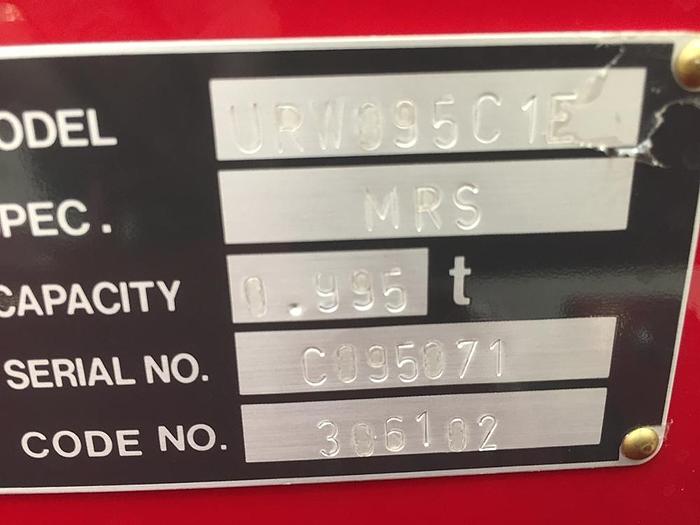 ODEL URW095C1E
PEC. MRS
CAPACITY 0.995 t
SERIAL NO. C095071
CODE NO. 306102